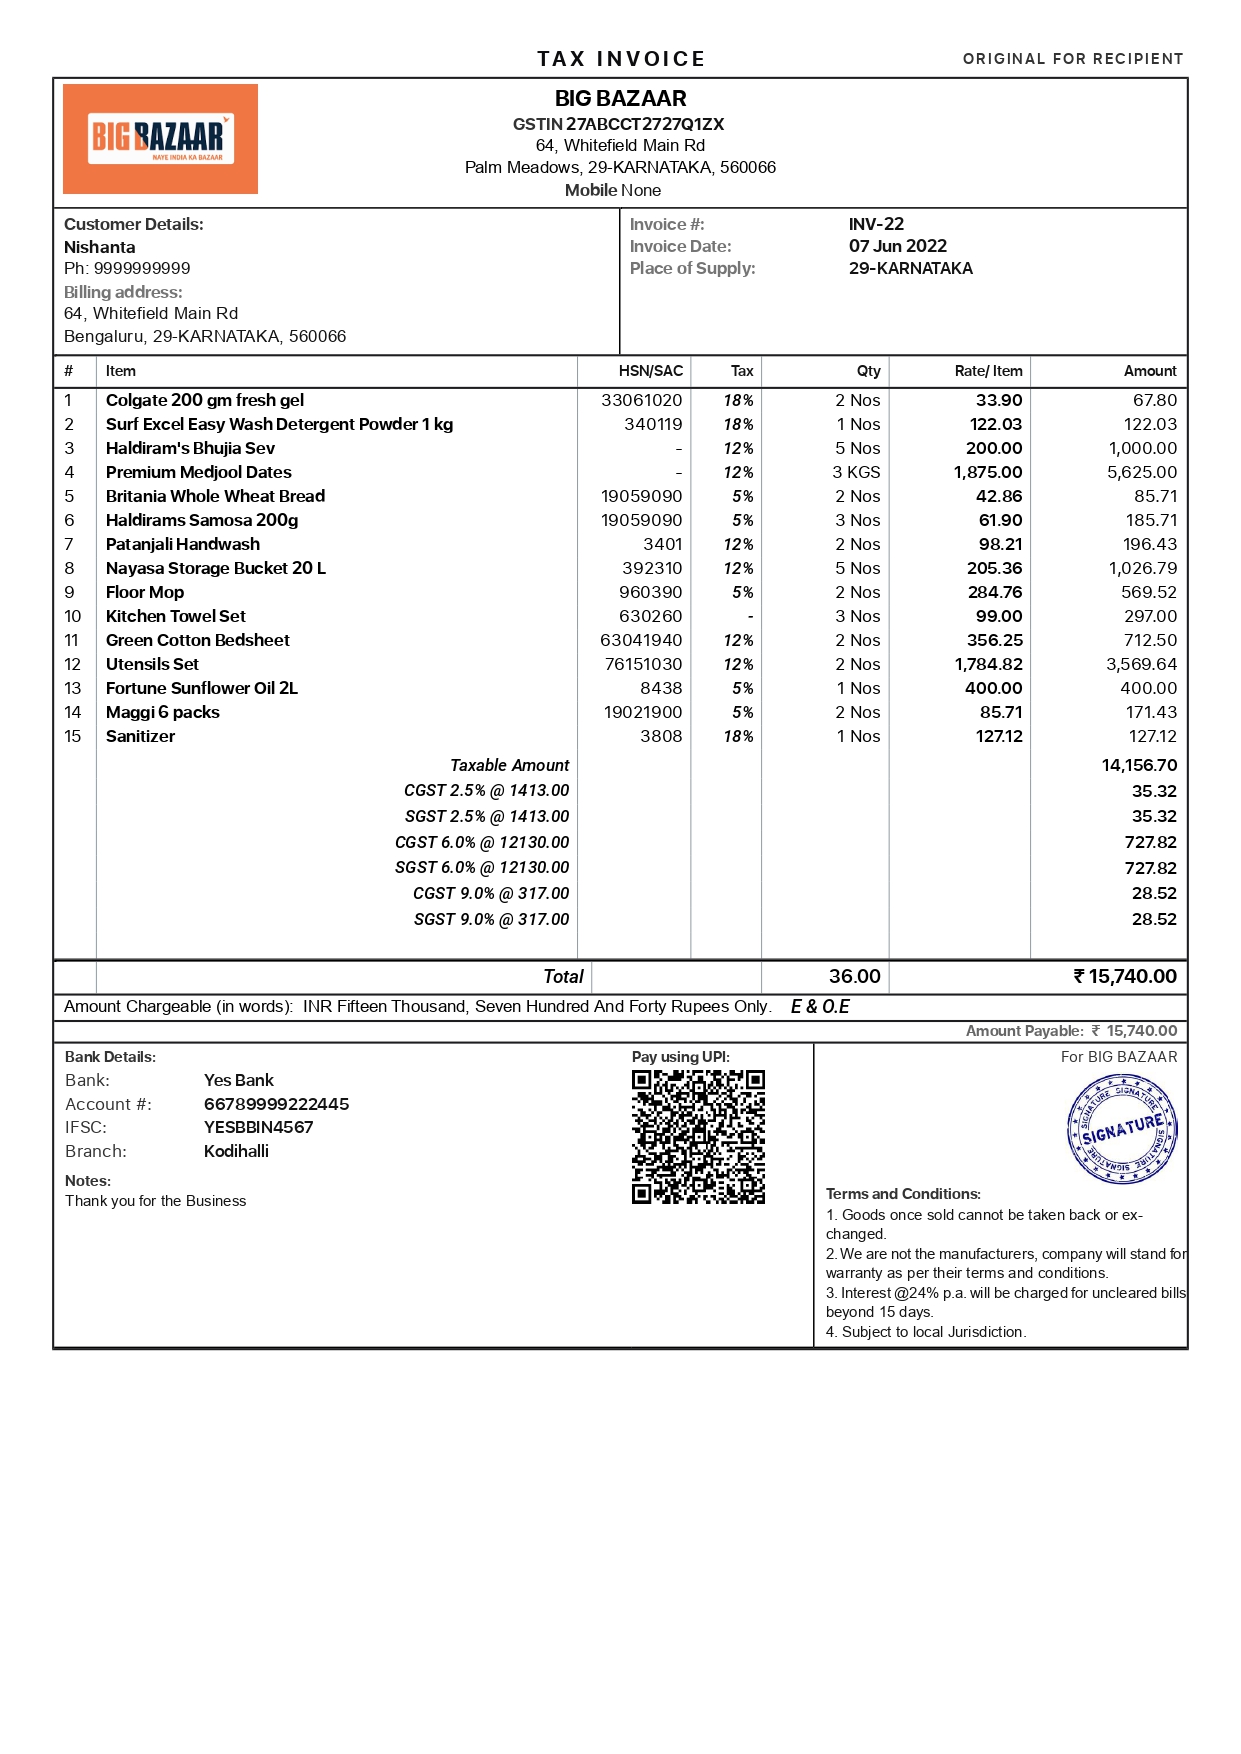 TAX INVOICE
ORIGINAL FOR RECIPIENT
BIG BAZAAR
NAYE INDIA KA BAZAAR
BIG BAZAAR
GSTIN 27ABCCT2727Q1ZX
64, Whitefield Main Rd
Palm Meadows, 29-KARNATAKA, 560066
Mobile None
Customer Details:
Nishanta
Ph: 9999999999
Billing address:
64, Whitefield Main Rd
Bengaluru, 29-KARNATAKA, 560066
Invoice #: INV-22
Invoice Date: 07 Jun 2022
Place of Supply: 29-KARNATAKA
# Item HSN/SAC Tax Qty Rate/ Item Amount
1 Colgate 200 gm fresh gel 33061020 18% 2 Nos 33.90 67.80
2 Surf Excel Easy Wash Detergent Powder 1 kg 340119 18% 1 Nos 122.03 122.03
3 Haldiram's Bhujia Sev - 12% 5 Nos 200.00 1,000.00
4 Premium Medjool Dates - 12% 3 KGS 1,875.00 5,625.00
5 Britania Whole Wheat Bread 19059090 5% 2 Nos 42.86 85.71
6 Haldirams Samosa 200g 19059090 5% 3 Nos 61.90 185.71
7 Patanjali Handwash 3401 12% 2 Nos 98.21 196.43
8 Nayasa Storage Bucket 20 L 392310 12% 5 Nos 205.36 1,026.79
9 Floor Mop 960390 5% 2 Nos 284.76 569.52
10 Kitchen Towel Set 630260 - 3 Nos 99.00 297.00
11 Green Cotton Bedsheet 63041940 12% 2 Nos 356.25 712.50
12 Utensils Set 76151030 12% 2 Nos 1,784.82 3,569.64
13 Fortune Sunflower Oil 2L 8438 5% 1 Nos 400.00 400.00
14 Maggi 6 packs 19021900 5% 2 Nos 85.71 171.43
15 Sanitizer 3808 18% 1 Nos 127.12 127.12
Taxable Amount 14,156.70
CGST 2.5% @ 1413.00 35.32
SGST 2.5% @ 1413.00 35.32
CGST 6.0% @ 12130.00 727.82
SGST 6.0% @ 12130.00 727.82
CGST 9.0% @ 317.00 28.52
SGST 9.0% @ 317.00 28.52
Total 36.00 ₹ 15,740.00
Amount Chargeable (in words): INR Fifteen Thousand, Seven Hundred And Forty Rupees Only. E & O.E
Amount Payable: ₹ 15,740.00
Bank Details:
Bank: Yes Bank
Account #: 66789999222445
IFSC: YESBBIN4567
Branch: Kodihalli
Notes:
Thank you for the Business
Pay using UPI:
For BIG BAZAAR
SIGNATURE SIGNATURE SIGNATURE SIGNATURE SIGNATURE SIGNATURE
SIGNATURE
Terms and Conditions:
1. Goods once sold cannot be taken back or ex-
changed.
2. We are not the manufacturers, company will stand for
warranty as per their terms and conditions.
3. Interest @24% p.a. will be charged for uncleared bills
beyond 15 days.
4. Subject to local Jurisdiction.